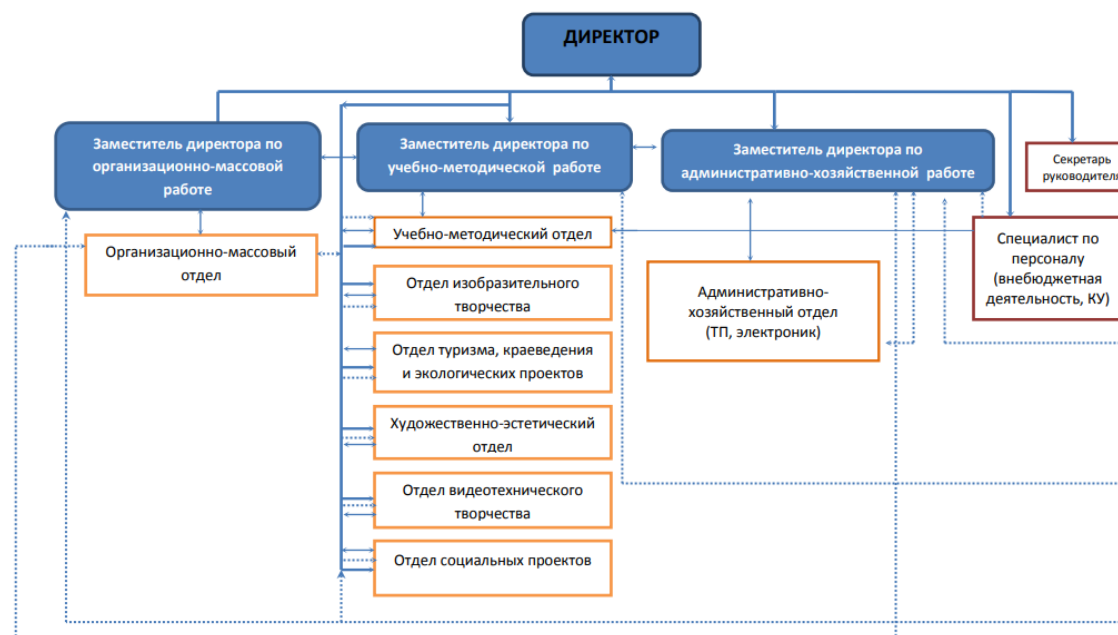 ДИРЕКТОР
Заместитель директора по
организационно-массовой
работе
Заместитель директора по
учебно-методической работе
Заместитель директора по
административно-хозяйственной работе
Секретарь
руководителя
Организационно-массовый
отдел
Учебно-методический отдел
Специалист по
персоналу
(внебюджетная
деятельность, КУ)
Отдел изобразительного
творчества
Административно-
хозяйственный отдел
(ТП, электроник)
Отдел туризма, краеведения
и экологических проектов
Художественно-эстетический
отдел
Отдел видеотехнического
творчества
Отдел социальных проектов